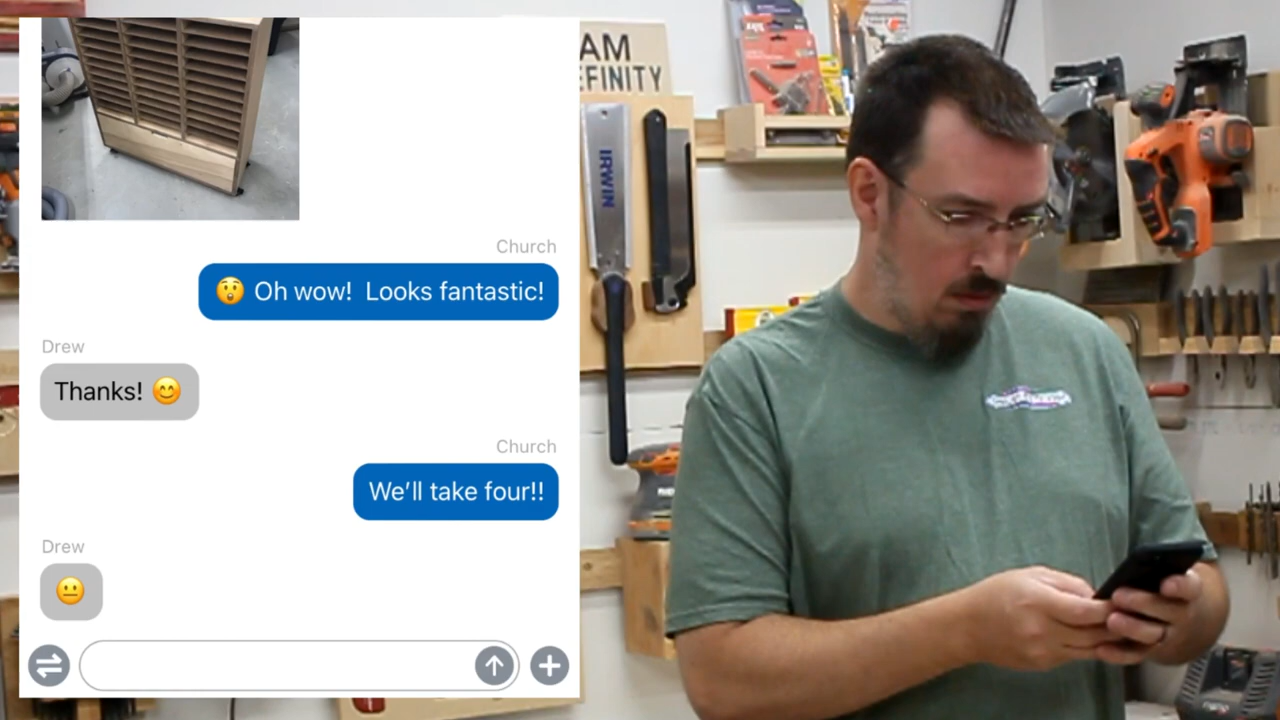 Church
😲 Oh wow!  Looks fantastic!
Drew
Thanks! 😊
Church
We’ll take four!!
Drew
😐
AM
EFINITY
IRWIN